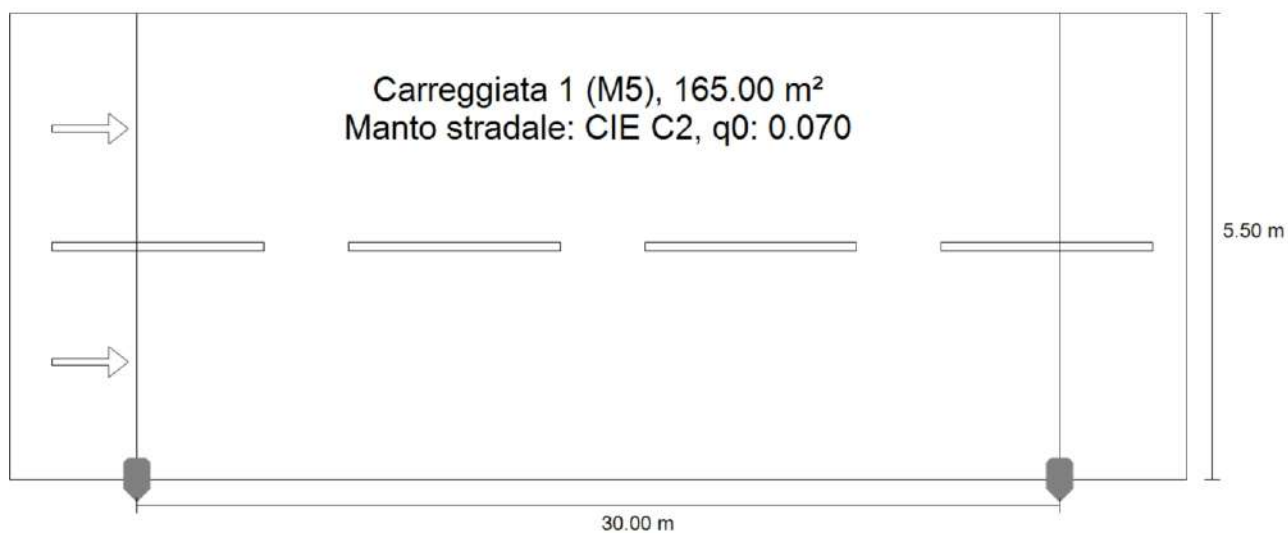 Carreggiata 1 (M5), 165.00 m²
Manto stradale: CIE C2, q0: 0.070
5.50 m
30.00 m